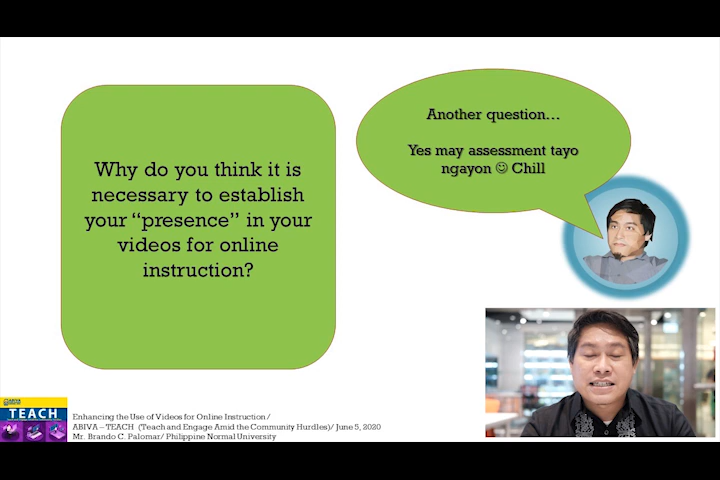 Why do you think it is
necessary to establish
your “presence” in your
videos for online
instruction?
Another question…
Yes may assessment tayo
ngayon ☺ Chill
ABIVA
TEACH
Enhancing the Use of Videos for Online Instruction /
ABIVA – TEACH (Teach and Engage Amid the Community Hurdles)/ June 5, 2020
Mr. Brando C. Palomar/ Philippine Normal University